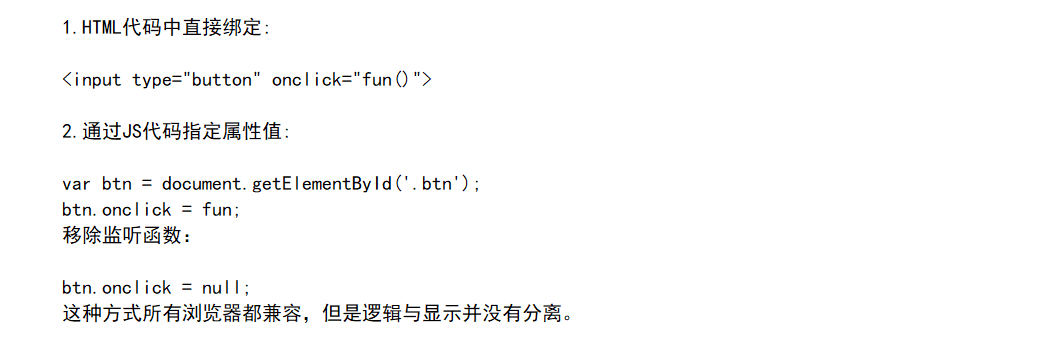 1.HTML代码中直接绑定:
<input type="button" onclick="fun()">
2.通过JS代码指定属性值:
var btn = document.getElementById('.btn');
btn.onclick = fun;
移除监听函数：
btn.onclick = null;
这种方式所有浏览器都兼容，但是逻辑与显示并没有分离。